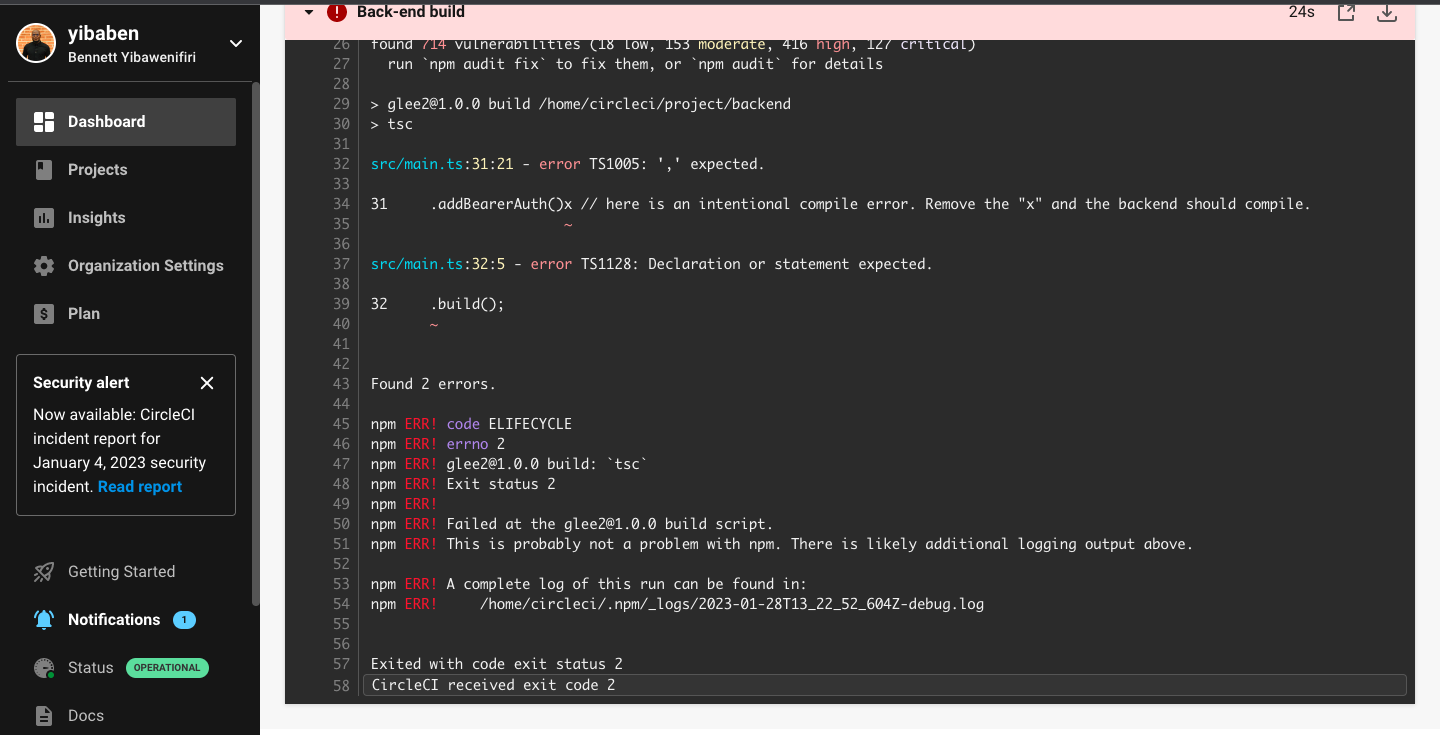 yibaben
Bennett Yibawenifiri
Dashboard
Projects
Insights
Organization Settings
Plan
Security alert
Now available: CircleCI
incident report for
January 4, 2023 security
incident. Read report
Getting Started
Notifications 1
Status OPERATIONAL
Docs
Back-end build 24s
26 found 714 vulnerabilities (18 low, 153 moderate, 416 high, 127 critical)
27   run `npm audit fix` to fix them, or `npm audit` for details
28
29 > glee2@1.0.0 build /home/circleci/project/backend
30 > tsc
31
32 src/main.ts:31:21 - error TS1005: ',' expected.
33
34 31     .addBearerAuth()x // here is an intentional compile error. Remove the "x" and the backend should compile.
35                        ~
36
37 src/main.ts:32:5 - error TS1128: Declaration or statement expected.
38
39 32     .build();
40        ~
41
42
43 Found 2 errors.
44
45 npm ERR! code ELIFECYCLE
46 npm ERR! errno 2
47 npm ERR! glee2@1.0.0 build: `tsc`
48 npm ERR! Exit status 2
49 npm ERR!
50 npm ERR! Failed at the glee2@1.0.0 build script.
51 npm ERR! This is probably not a problem with npm. There is likely additional logging output above.
52
53 npm ERR! A complete log of this run can be found in:
54 npm ERR!     /home/circleci/.npm/_logs/2023-01-28T13_22_52_604Z-debug.log
55
56
57 Exited with code exit status 2
58 CircleCI received exit code 2